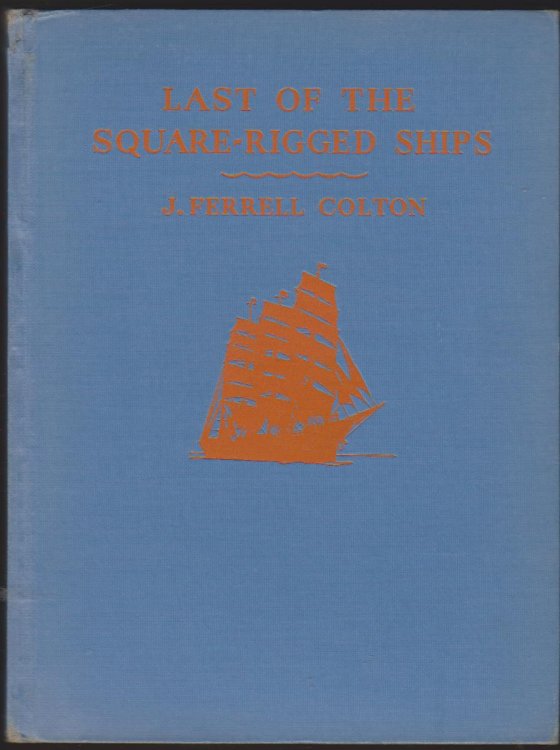 LAST OF THE
SQUARE-RIGGED SHIPS
J. FERRELL COLTON